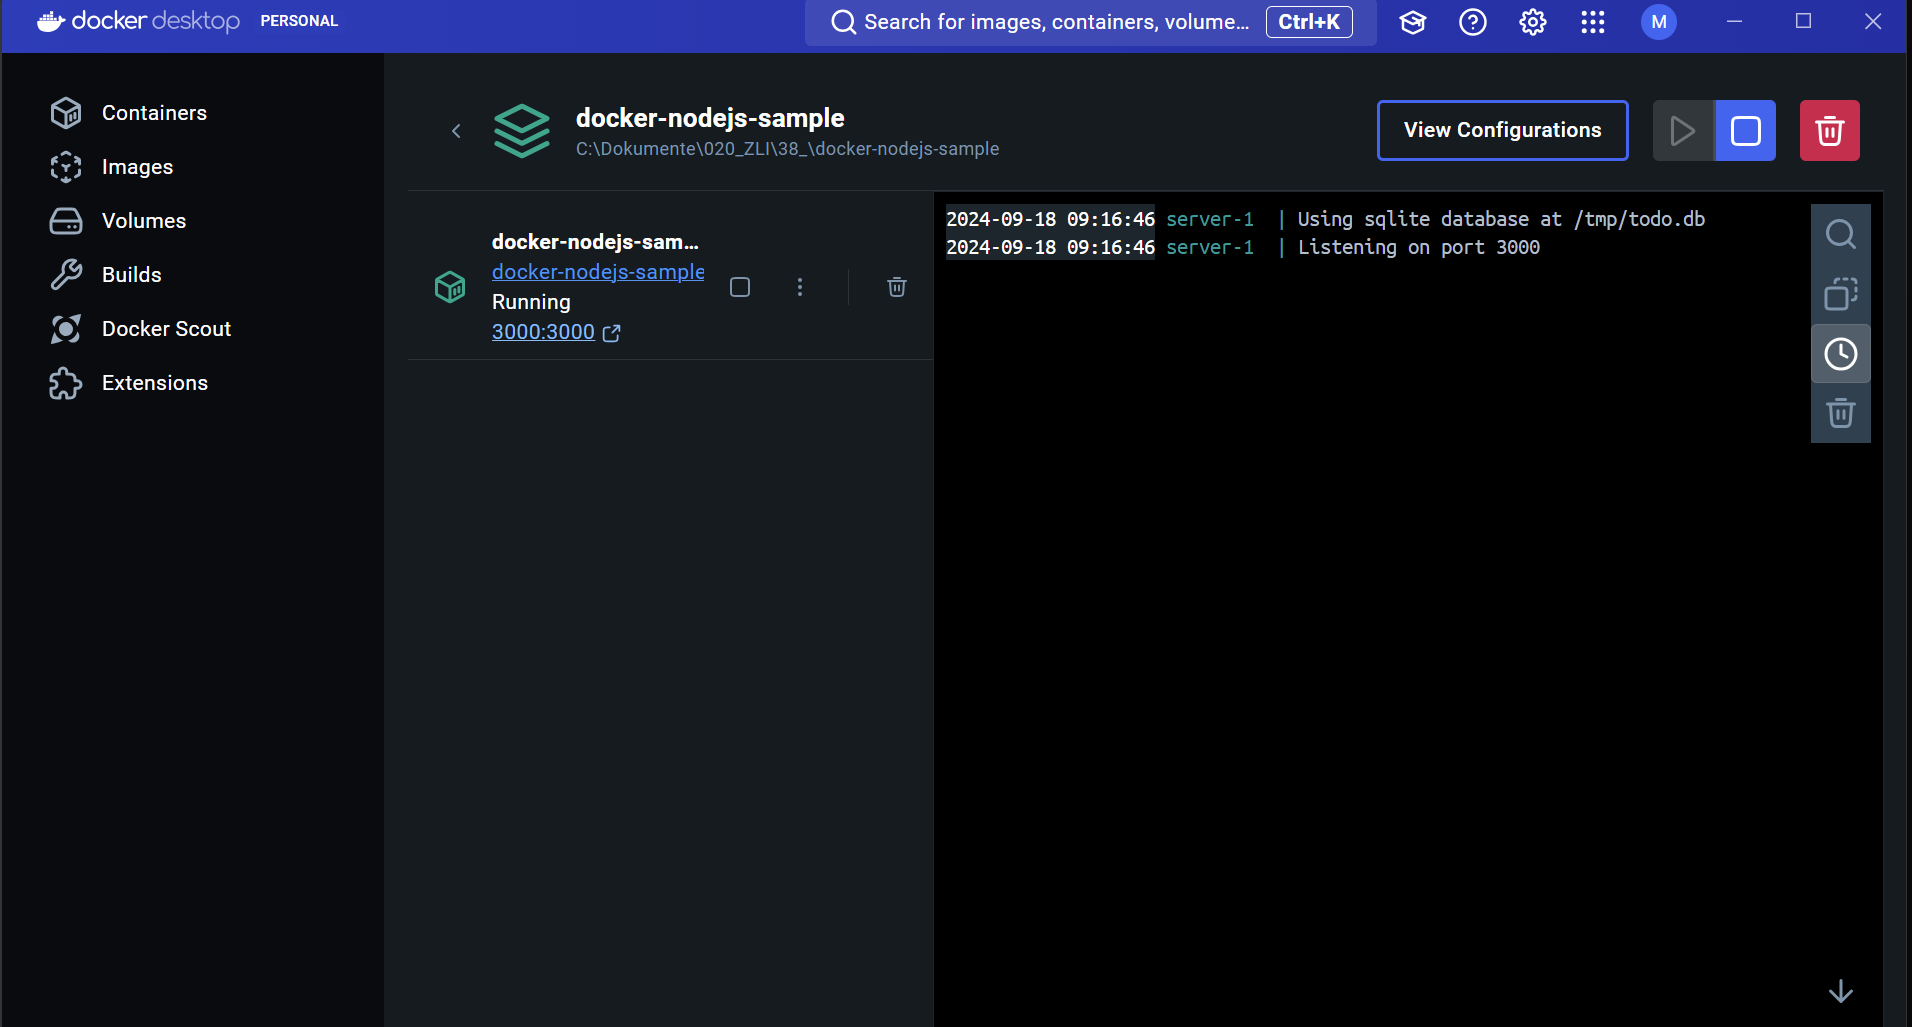 docker desktop PERSONAL
Search for images, containers, volume... Ctrl+K
M
Containers
Images
Volumes
Builds
Docker Scout
Extensions
docker-nodejs-sample
C:\Dokumente\020_ZLI\38_\docker-nodejs-sample
View Configurations
docker-nodejs-sam...
docker-nodejs-sample
Running
3000:3000
2024-09-18 09:16:46 server-1 | Using sqlite database at /tmp/todo.db
2024-09-18 09:16:46 server-1 | Listening on port 3000